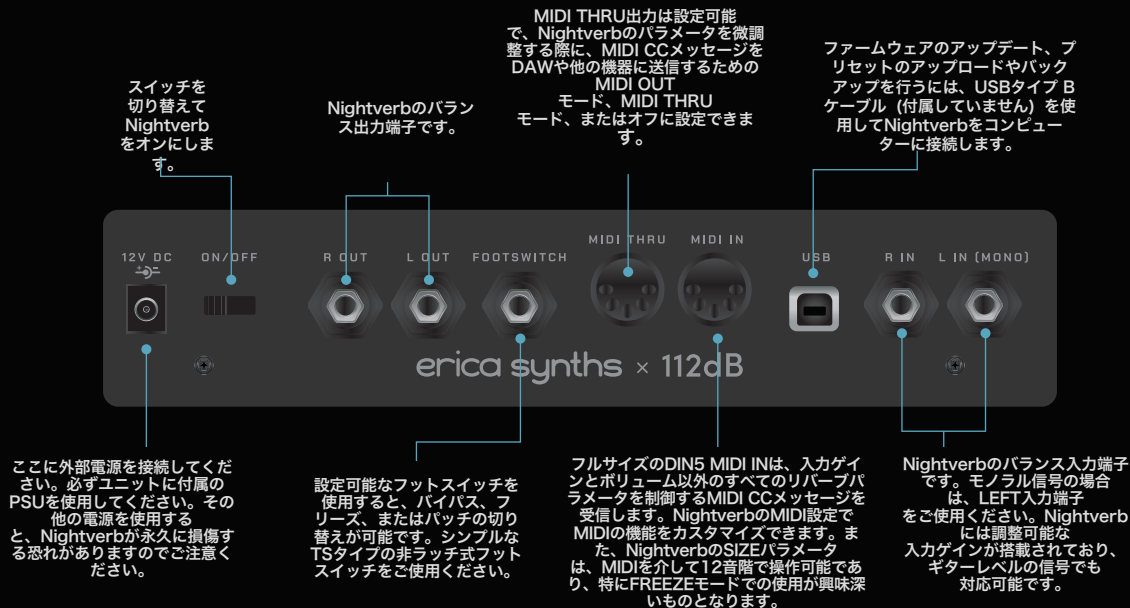 スイッチを
切り替えて
Nightverb
をオンにしま
す。
Nightverbのバラン
ス出力端子です。
MIDI THRU出力は設定可能
で、Nightverbのパラメータを微調
整する際に、MIDI CCメッセージを
DAWや他の機器に送信するための
MIDI OUT
モード、MIDI THRU
モード、またはオフに設定できま
す。
ファームウェアのアップデート、プ
リセットのアップロードやバック
アップを行うには、USBタイプ B
ケーブル（付属していません）を使
用してNightverbをコンピュー
ターに接続します。
12V DC
ON/OFF
R OUT
L OUT
FOOTSWITCH
MIDI THRU
MIDI IN
USB
R IN
L IN (MONO)
erica synths × 112dB
ここに外部電源を接続してくだ
さい。必ずユニットに付属の
PSUを使用してください。その
他の電源を使用する
と、Nightverbが永久に損傷す
る恐れがありますのでご注意く
ださい。
設定可能なフットスイッチを
使用すると、バイパス、フ
リーズ、またはパッチの切り
替えが可能です。シンプルな
TSタイプの非ラッチ式フット
スイッチをご使用ください。
フルサイズのDIN5 MIDI INは、入力ゲイ
ンとボリューム以外のすべてのリバーブパ
ラメータを制御するMIDI CCメッセージを
受信します。NightverbのMIDI設定で
MIDIの機能をカスタマイズできます。ま
た、NightverbのSIZEパラメータ
は、MIDIを介して12音階で操作可能であ
り、特にFREEZEモードでの使用が興味深
いものとなります。
Nightverbのバランス入力端子
です。モノラル信号の場合
は、LEFT入力端子
をご使用ください。Nightverb
には調整可能な
入力ゲインが搭載されており、
ギターレベルの信号でも
対応可能です。